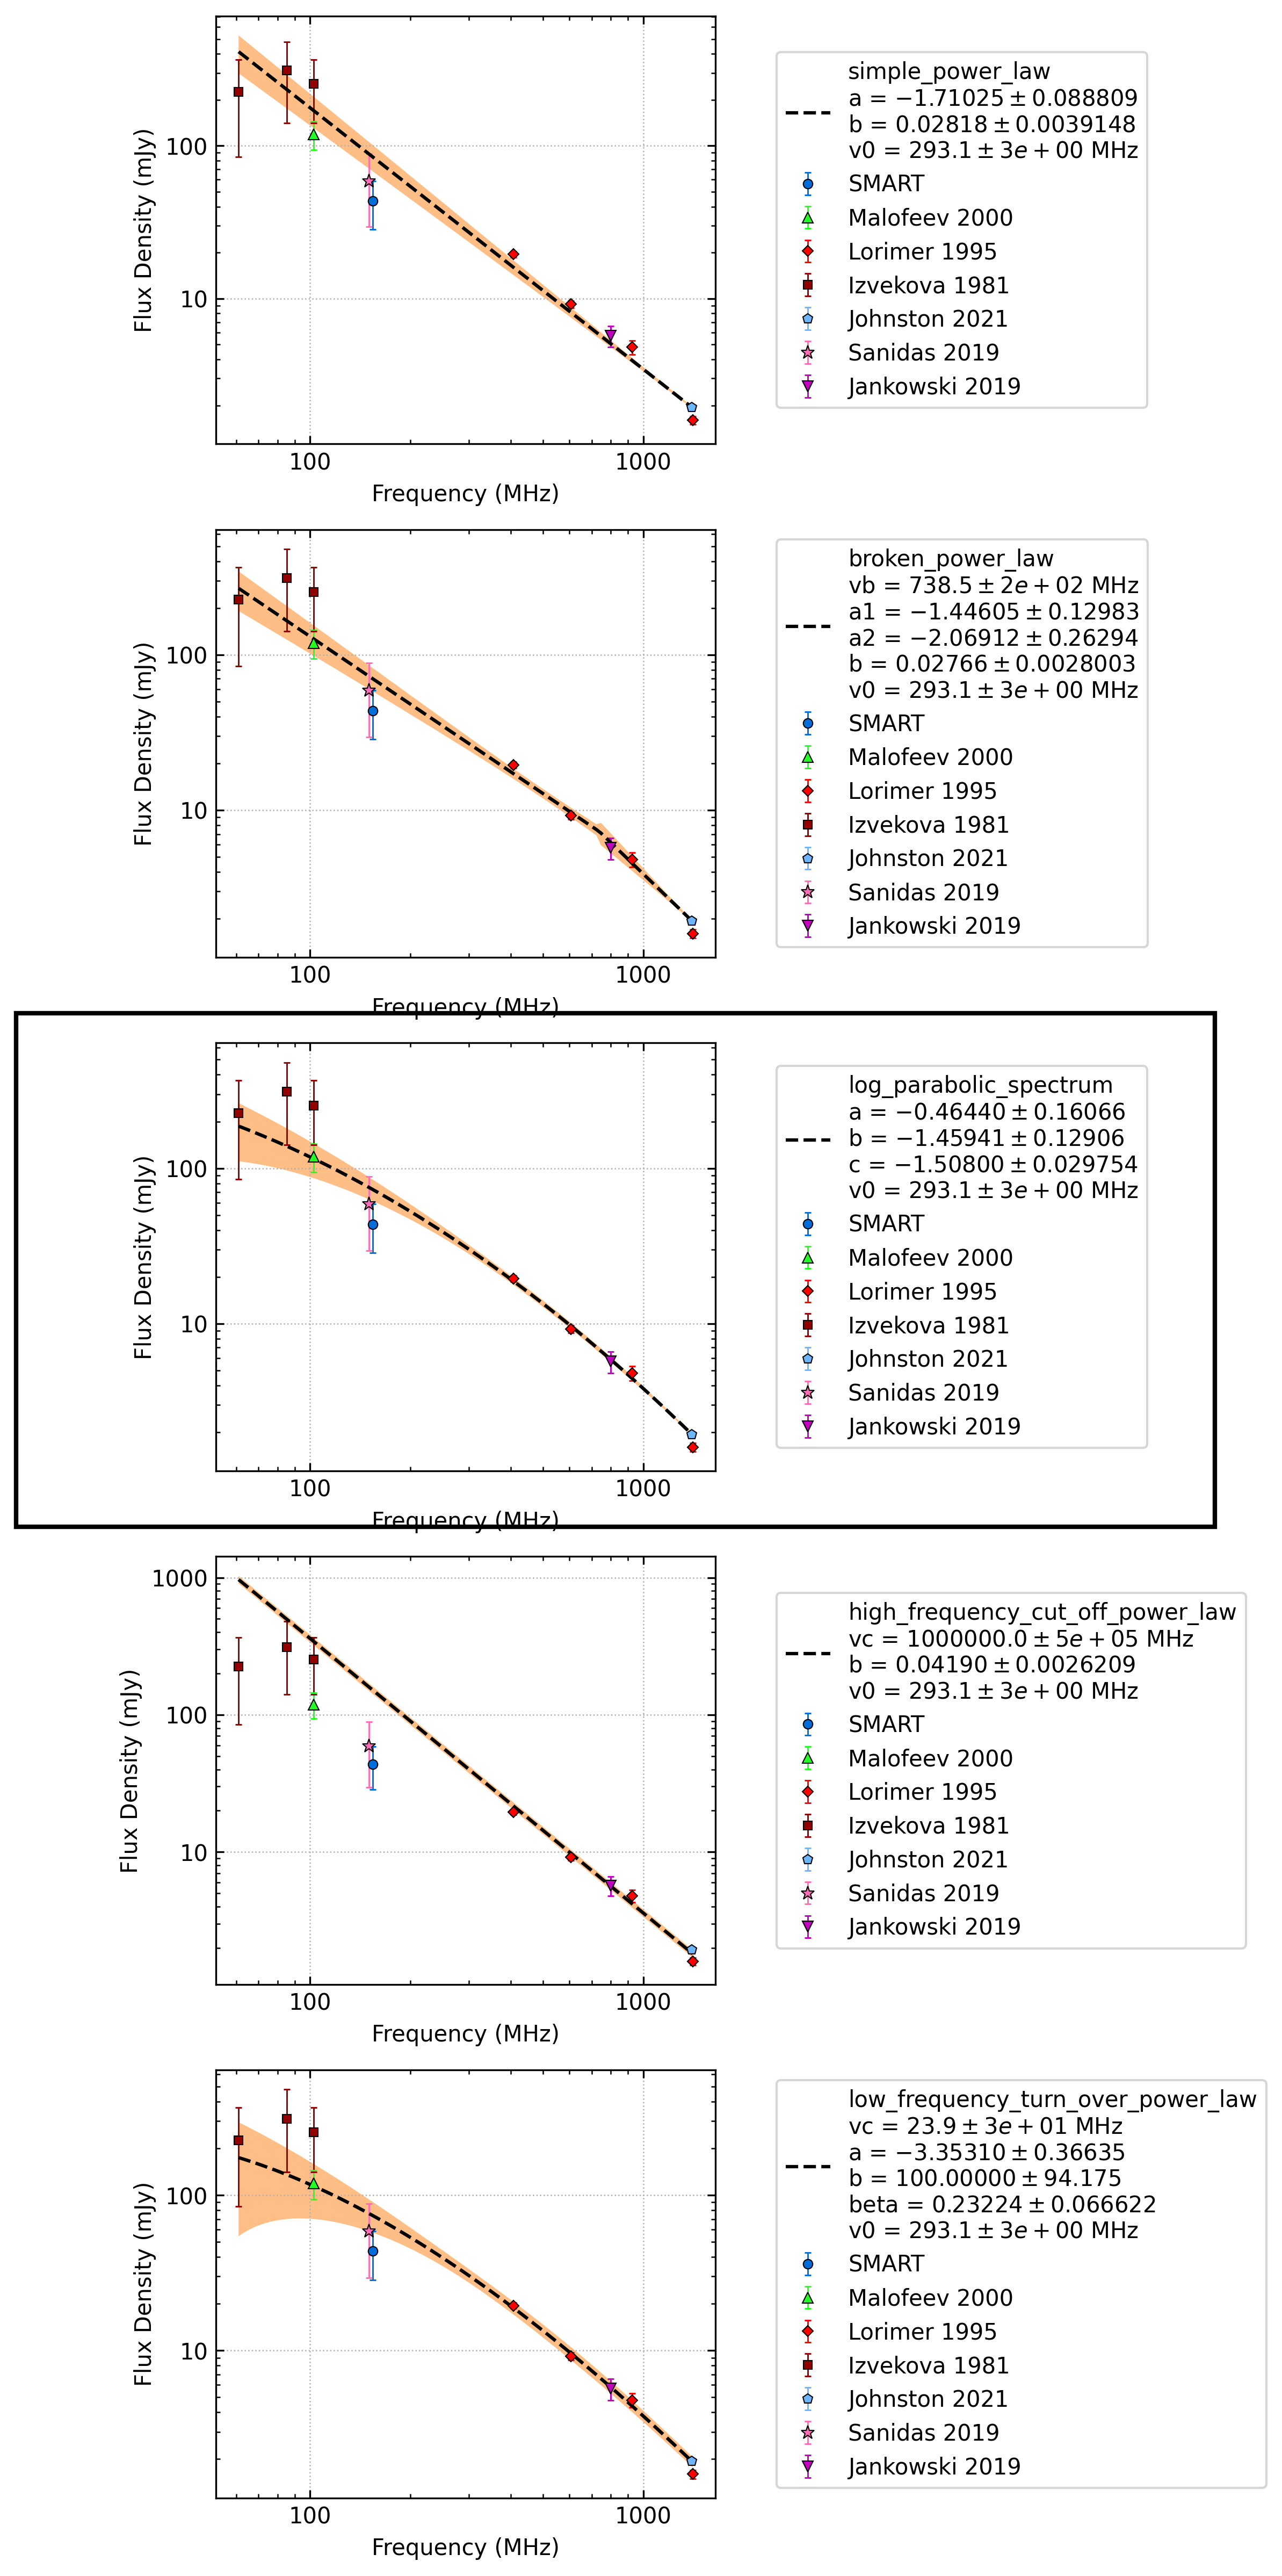 simple_power_law
a = −1.71025 ± 0.088809
b = 0.02818 ± 0.0039148
v0 = 293.1 ± 3e + 00 MHz
SMART
Malofeev 2000
Lorimer 1995
Izvekova 1981
Johnston 2021
Sanidas 2019
Jankowski 2019
Flux Density (mJy)
100
10
100
1000
Frequency (MHz)
broken_power_law
vb = 738.5 ± 2e + 02 MHz
a1 = −1.44605 ± 0.12983
a2 = −2.06912 ± 0.26294
b = 0.02766 ± 0.0028003
v0 = 293.1 ± 3e + 00 MHz
SMART
Malofeev 2000
Lorimer 1995
Izvekova 1981
Johnston 2021
Sanidas 2019
Jankowski 2019
Flux Density (mJy)
100
10
100
1000
Frequency (MHz)
log_parabolic_spectrum
a = −0.46440 ± 0.16066
b = −1.45941 ± 0.12906
c = −1.50800 ± 0.029754
v0 = 293.1 ± 3e + 00 MHz
SMART
Malofeev 2000
Lorimer 1995
Izvekova 1981
Johnston 2021
Sanidas 2019
Jankowski 2019
Flux Density (mJy)
100
10
100
1000
Frequency (MHz)
high_frequency_cut_off_power_law
vc = 1000000.0 ± 5e + 05 MHz
b = 0.04190 ± 0.0026209
v0 = 293.1 ± 3e + 00 MHz
SMART
Malofeev 2000
Lorimer 1995
Izvekova 1981
Johnston 2021
Sanidas 2019
Jankowski 2019
Flux Density (mJy)
1000
100
10
100
1000
Frequency (MHz)
low_frequency_turn_over_power_law
vc = 23.9 ± 3e + 01 MHz
a = −3.35310 ± 0.36635
b = 100.00000 ± 94.175
beta = 0.23224 ± 0.066622
v0 = 293.1 ± 3e + 00 MHz
SMART
Malofeev 2000
Lorimer 1995
Izvekova 1981
Johnston 2021
Sanidas 2019
Jankowski 2019
Flux Density (mJy)
100
10
100
1000
Frequency (MHz)